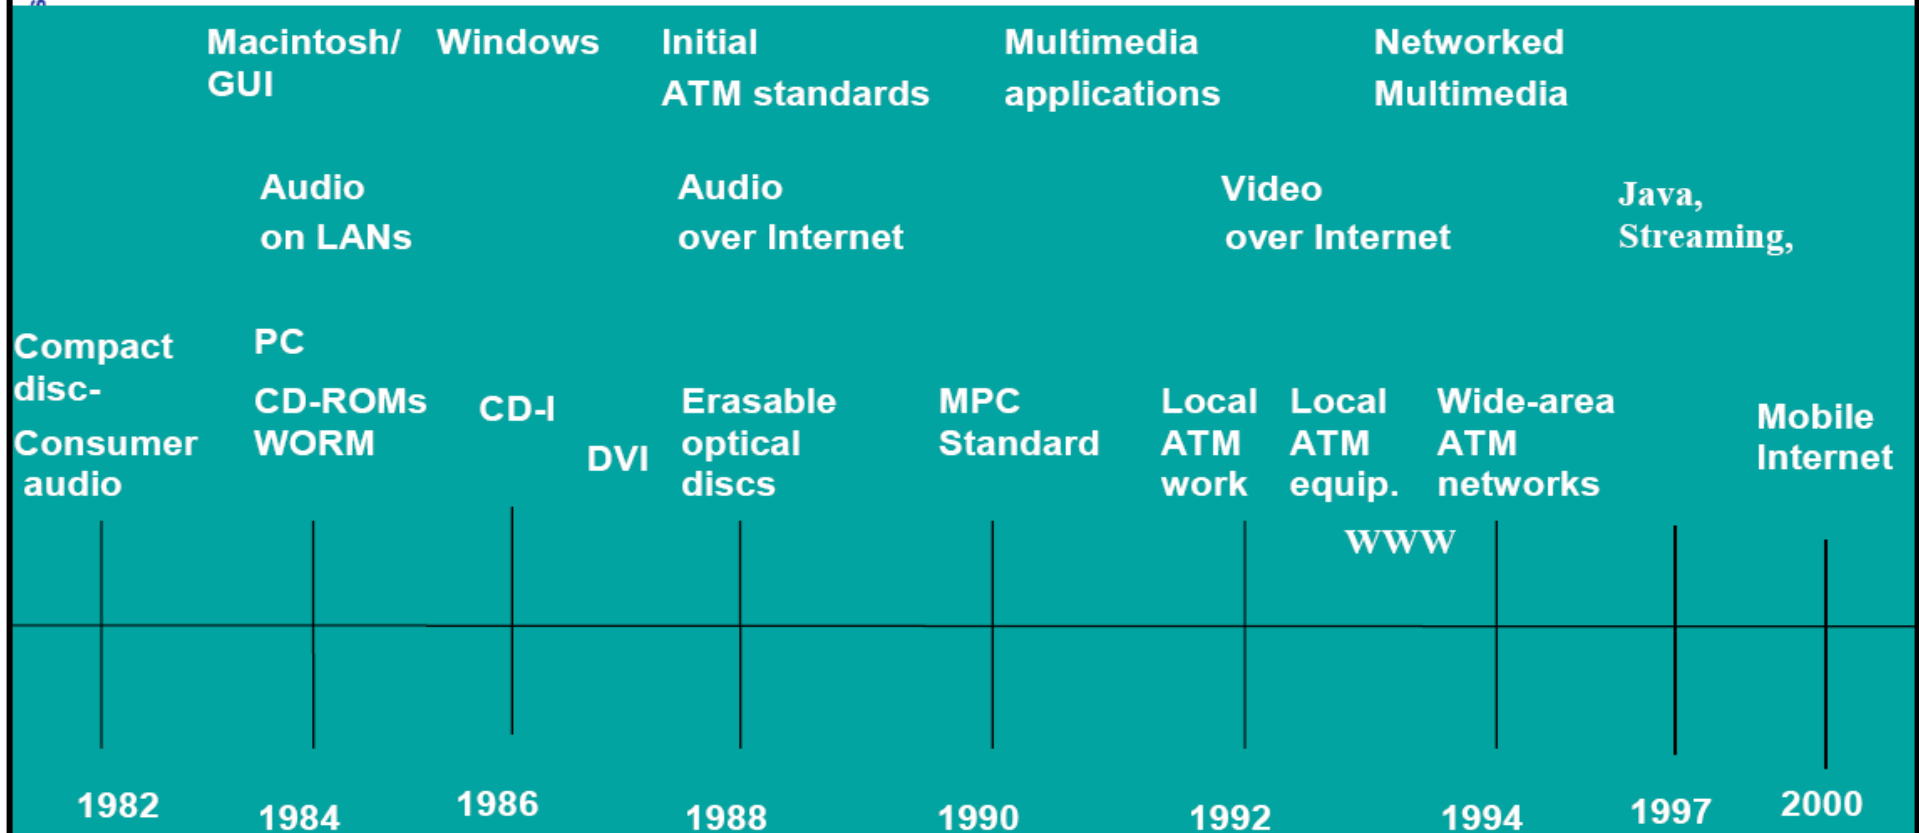 s
Macintosh/
GUI
Windows
Initial
ATM standards
Multimedia
applications
Networked
Multimedia
Audio
on LANs
Audio
over Internet
Video
over Internet
Java,
Streaming,
Compact
disc-
Consumer
audio
PC
CD-ROMs
WORM
CD-I
DVI
Erasable
optical
discs
MPC
Standard
Local
ATM
work
Local
ATM
equip.
Wide-area
ATM
networks
WWW
Mobile
Internet
1982
1984
1986
1988
1990
1992
1994
1997
2000